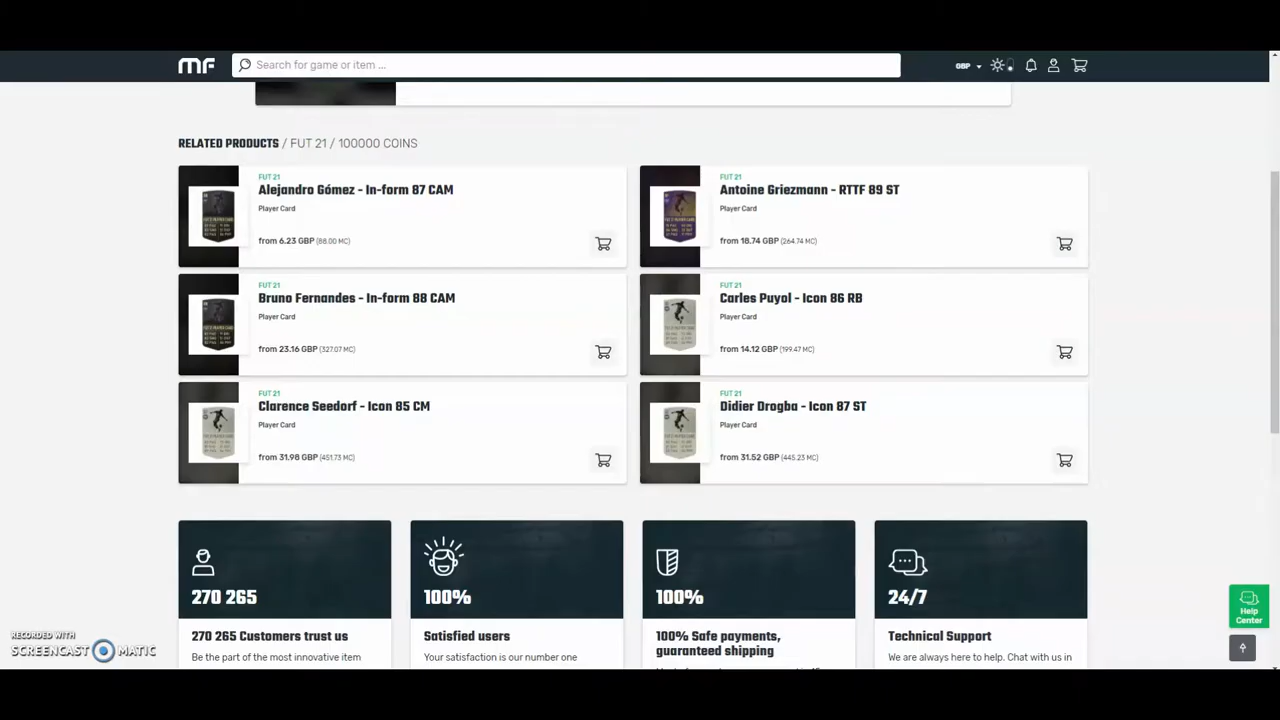 MF
Search for game or item ...
GBP
RELATED PRODUCTS / FUT 21 / 100000 COINS
FUT 21
Alejandro Gómez - In-form 87 CAM
Player Card
from 6.23 GBP (88.00 MC)
FUT 21
Antoine Griezmann - RTTF 89 ST
Player Card
from 18.74 GBP (264.74 MC)
FUT 21
Bruno Fernandes - In-form 88 CAM
Player Card
from 23.16 GBP (327.07 MC)
FUT 21
Carles Puyol - Icon 86 RB
Player Card
from 14.12 GBP (199.47 MC)
FUT 21
Clarence Seedorf - Icon 85 CM
Player Card
from 31.98 GBP (451.73 MC)
FUT 21
Didier Drogba - Icon 87 ST
Player Card
from 31.52 GBP (445.23 MC)
270 265
270 265 Customers trust us
Be the part of the most innovative item
100%
Satisfied users
Your satisfaction is our number one
100%
100% Safe payments,
guaranteed shipping
24/7
Technical Support
We are always here to help. Chat with us in
Help
Center
RECORDED WITH
SCREENCAST MATIC